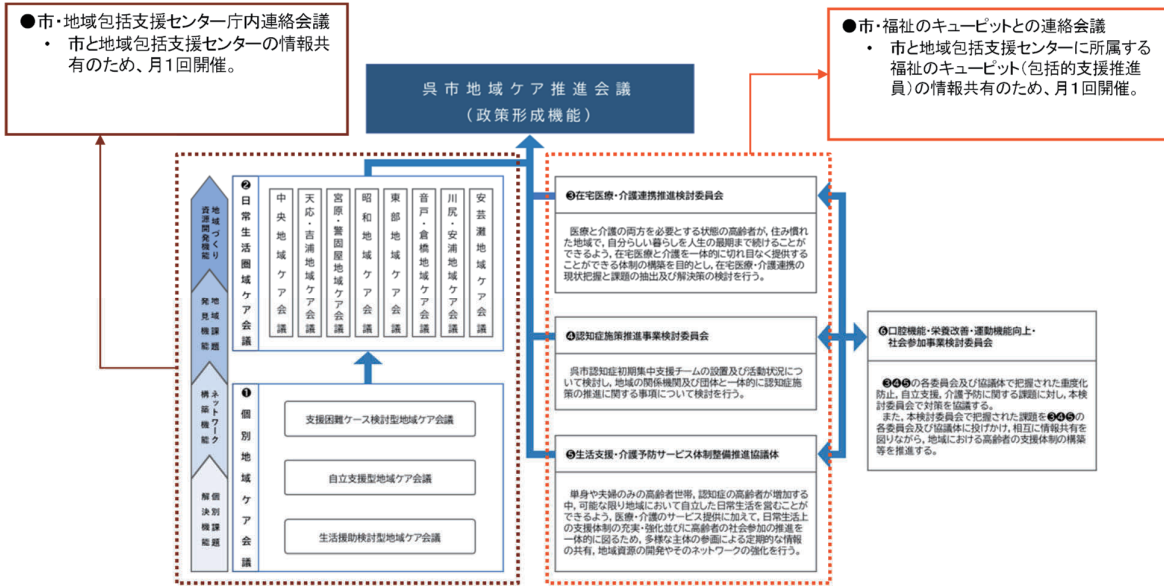 ●市・地域包括支援センター庁内連絡会議
・ 市と地域包括支援センターの情報共
有のため、月1回開催。
●市・福祉のキューピットとの連絡会議
・ 市と地域包括支援センターに所属する
福祉のキューピット(包括的支援推進
員)の情報共有のため、月1回開催。
呉市地域ケア推進会議
(政策形成機能)
地域づくり
資源開発機能
地域課題
発見機能
ネットワーク
構築機能
個別課題
解決機能
❷日常生活圏域ケア会議
中央地域ケア会議
天応・吉浦地域ケア会議
宮原・警固屋地域ケア会議
昭和地域ケア会議
東部地域ケア会議
音戸・倉橋地域ケア会議
川尻・安浦地域ケア会議
安芸灘地域ケア会議
❶個別地域ケア会議
支援困難ケース検討型地域ケア会議
自立支援型地域ケア会議
生活援助検討型地域ケア会議
❸在宅医療・介護連携推進検討委員会
医療と介護の両方を必要とする状態の高齢者が，住み慣れ
た地域で，自分らしい暮らしを人生の最期まで続けることが
できるよう，在宅医療と介護を一体的に切れ目なく提供する
ことができる体制の構築を目的とし，在宅医療・介護連携の
現状把握と課題の抽出及び解決策の検討を行う。
❹認知症施策推進事業検討委員会
呉市認知症初期集中支援チームの設置及び活動状況につ
いて検討し，地域の関係機関及び団体と一体的に認知症施
策の推進に関する事項について検討を行う。
❺生活支援・介護予防サービス体制整備推進協議体
単身や夫婦のみの高齢者世帯，認知症の高齢者が増加する
中，可能な限り地域において自立した日常生活を営むことが
できるよう，医療・介護のサービス提供に加えて，日常生活上
の支援体制の充実・強化並びに高齢者の社会参加の推進を
一体的に図るため，多様な主体の参画による定期的な情報
の共有，地域資源の開発やそのネットワークの強化を行う。
❻口腔機能・栄養改善・運動機能向上・
社会参加事業検討委員会
❸❹❺の各委員会及び協議体で把握された重度化
防止，自立支援，介護予防に関する課題に対し，本検
討委員会で対策を協議する。
また，本検討委員会で把握された課題を❸❹❺の
各委員会及び協議体に投げかけ，相互に情報共有を
図りながら，地域における高齢者の支援体制の構築
等を推進する。